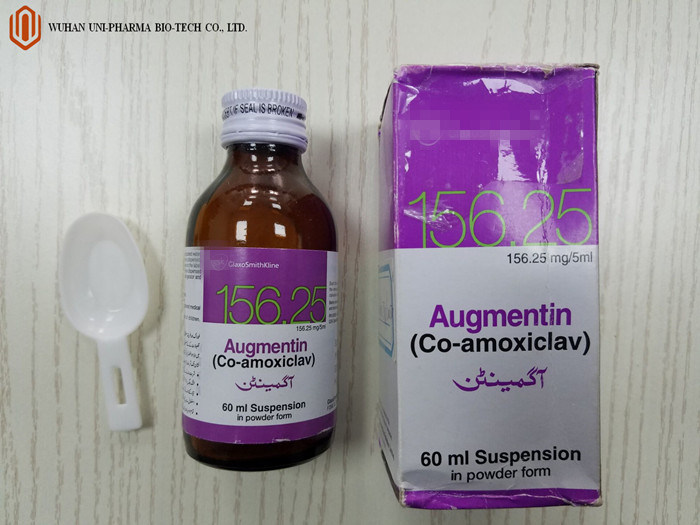 WUHAN UNI-PHARMA BIO-TECH CO., LTD.
IF SEAL IS BROKEN
GlaxoSmithKline
156.25
156.25 mg/5ml
Augmentin
(Co-amoxiclav)
آگمینٹن
60 ml Suspension
in powder form
156.25
156.25 mg/5ml
Augmentin
(Co-amoxiclav)
آگمینٹن
60 ml Suspension
in powder form